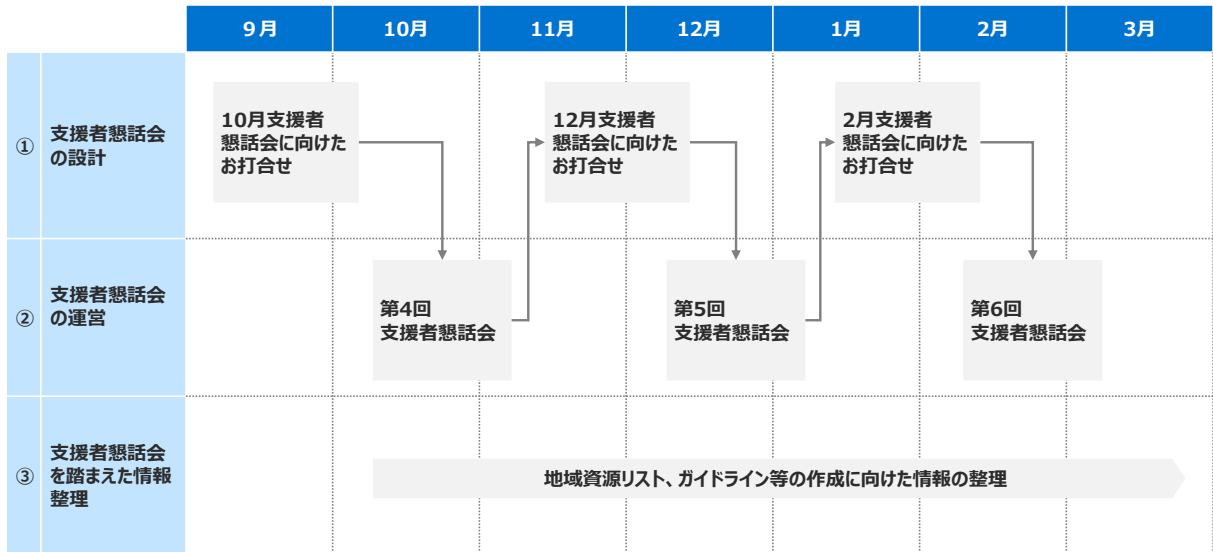 9月 10月 11月 12月 1月 2月 3月
①
支援者懇話会
の設計
10月支援者
懇話会に向けた
お打合せ
12月支援者
懇話会に向けた
お打合せ
2月支援者
懇話会に向けた
お打合せ
②
支援者懇話会
の運営
第4回
支援者懇話会
第5回
支援者懇話会
第6回
支援者懇話会
③
支援者懇話会
を踏まえた情報
整理
地域資源リスト、ガイドライン等の作成に向けた情報の整理